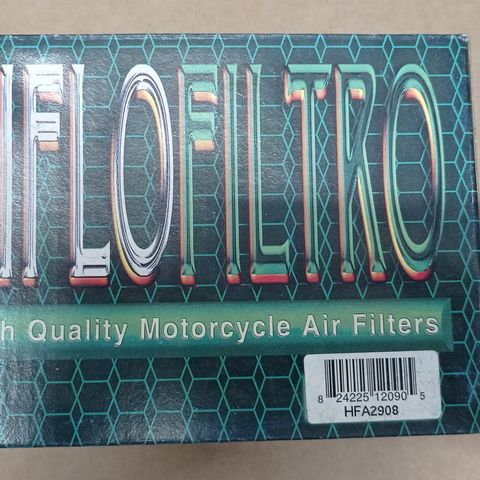 IFLOFILTRO
h Quality Motorcycle Air Filters
8 24225 12090 5
HFA2908